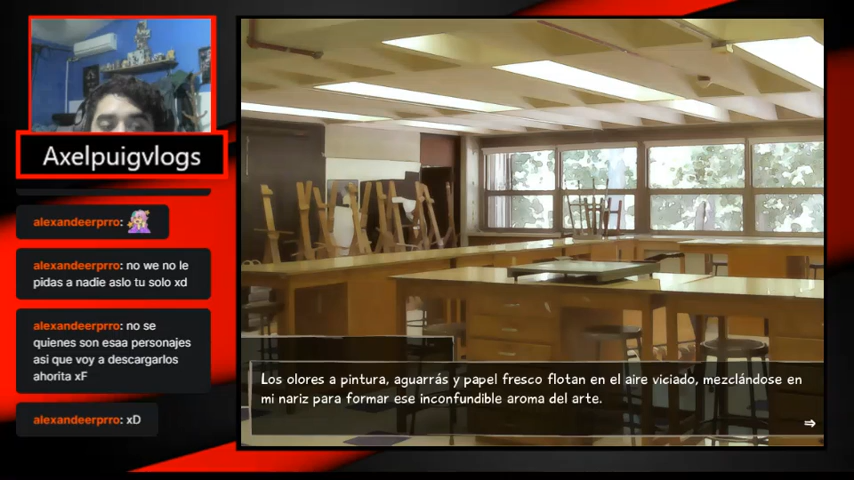 Axelpuigvlogs
alexandeerprro:
alexandeerprro: no we no le
pidas a nadie aslo tu solo xd
alexandeerprro: no se
quienes son esaa personajes
asi que voy a descargarlos
ahorita xF
alexandeerprro: xD
Los olores a pintura, aguarrás y papel fresco flotan en el aire viciado, mezclándose en
mi nariz para formar ese inconfundible aroma del arte.